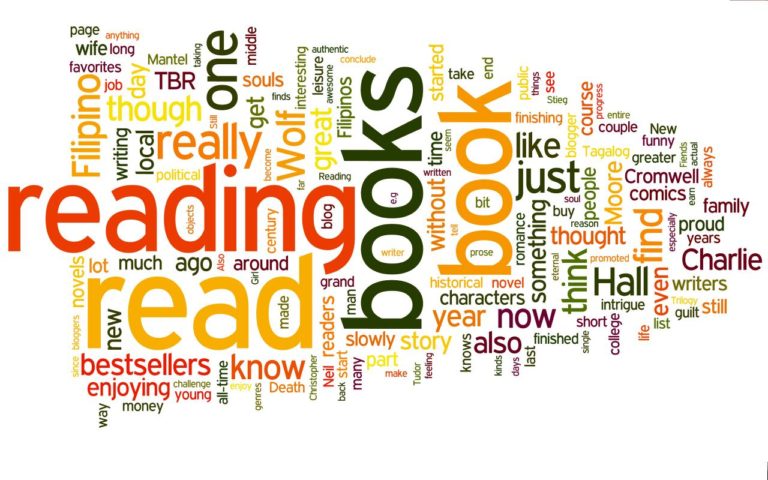 page
anything
wife
long
favorites
job
day
Mantel
TBR
taking
one
middle
souls
finds
get
interesting
authentic
leisure
awesome
Filipinos
conclude
started
take
end
public
things
see
Stieg
course
progress
Filipino
though
writing
local
really
Still
Wolf
great
books
book
finishing
couple
entire
New
funny
blogger
like
Tagalog
greater
Fiends
actual
always
political
become
far
Reading
e.g
written
time
seem
without
tell
bit
just
soul
people
Moore
Cromwell
comics
earn
family
reading
objects
century
blog
writer
prose
romance
something
buy
reason
thought
find
especially
proud
years
Charlie
novels
lot
much
ago
Also
around
Girl
grand
man
historical
novel
characters
eternal
think
promoted
Hall
even
writers
Trilogy
guilt
still
intrigue
read
made
new
readers
slowly
story
year
now
short
college
life
list
bloggers
since
bestsellers
know
Neil
start
back
many
part
make
Tudor
feeling
knows
also
kinds
days
last
finished
single
enjoying
challenge
young
all-time
enjoy
genres
Death
Christopher
way
money